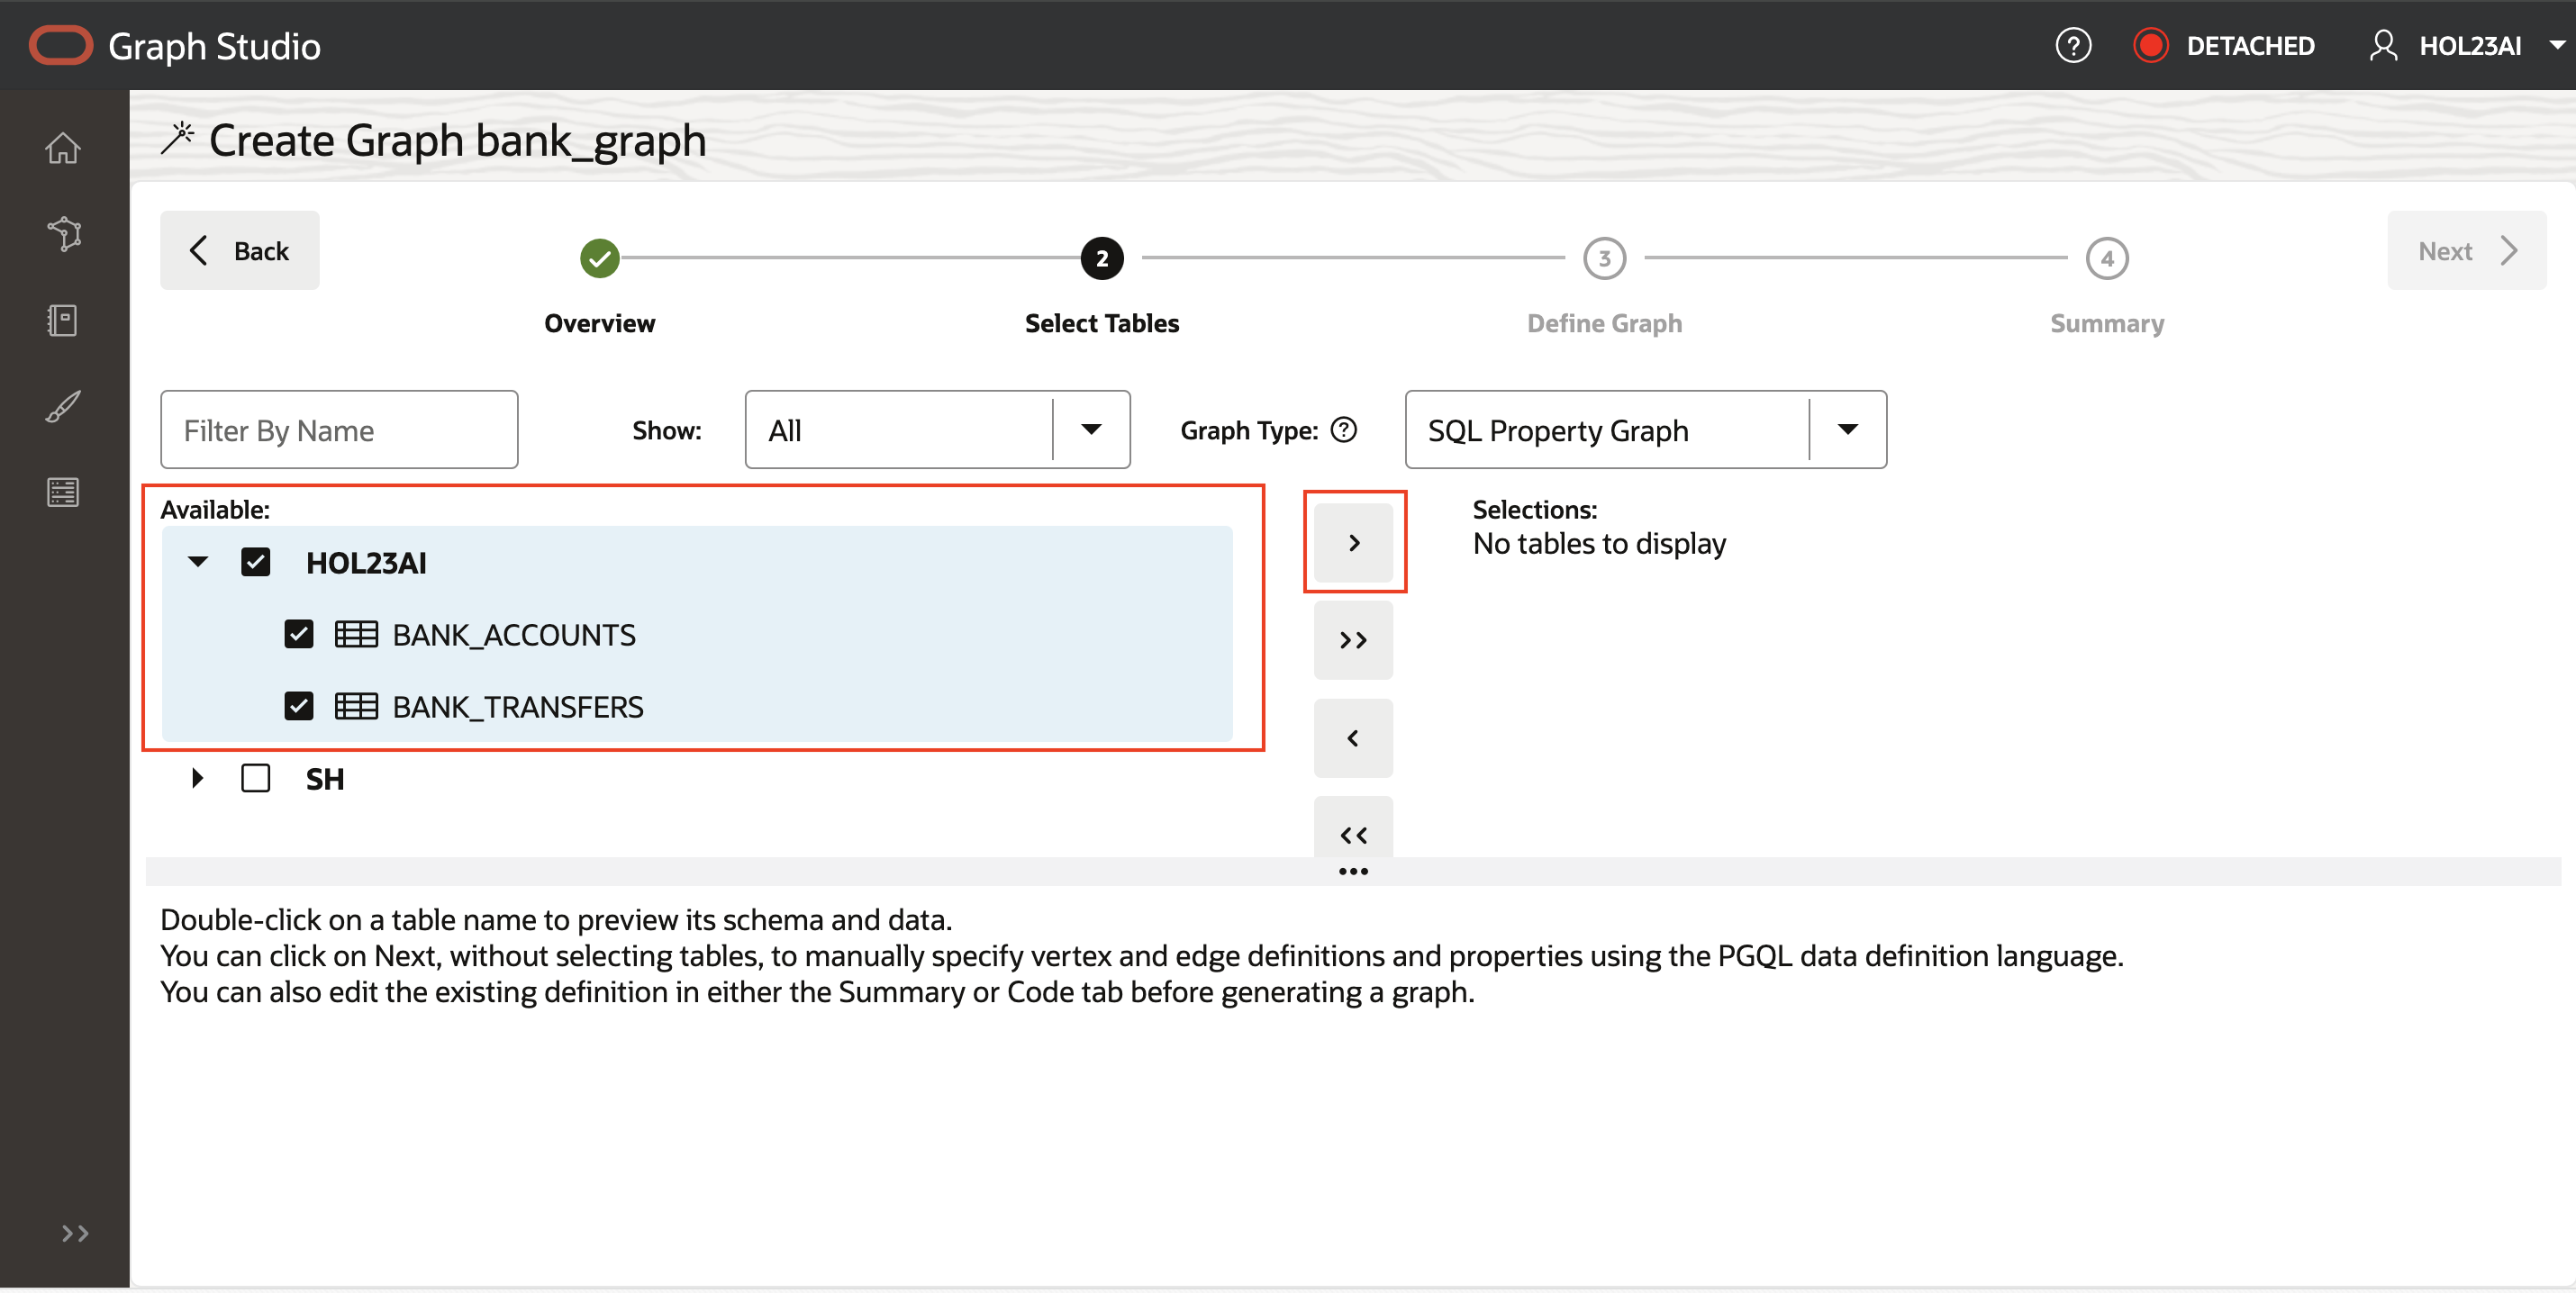 Graph Studio
DETACHED
HOL23AI
Create Graph bank_graph
Back
2
3
4
Next
Overview
Select Tables
Define Graph
Summary
Filter By Name
Show:
All
Graph Type:
SQL Property Graph
Available:
HOL23AI
BANK_ACCOUNTS
BANK_TRANSFERS
SH
Selections:
No tables to display
Double-click on a table name to preview its schema and data.
You can click on Next, without selecting tables, to manually specify vertex and edge definitions and properties using the PGQL data definition language.
You can also edit the existing definition in either the Summary or Code tab before generating a graph.